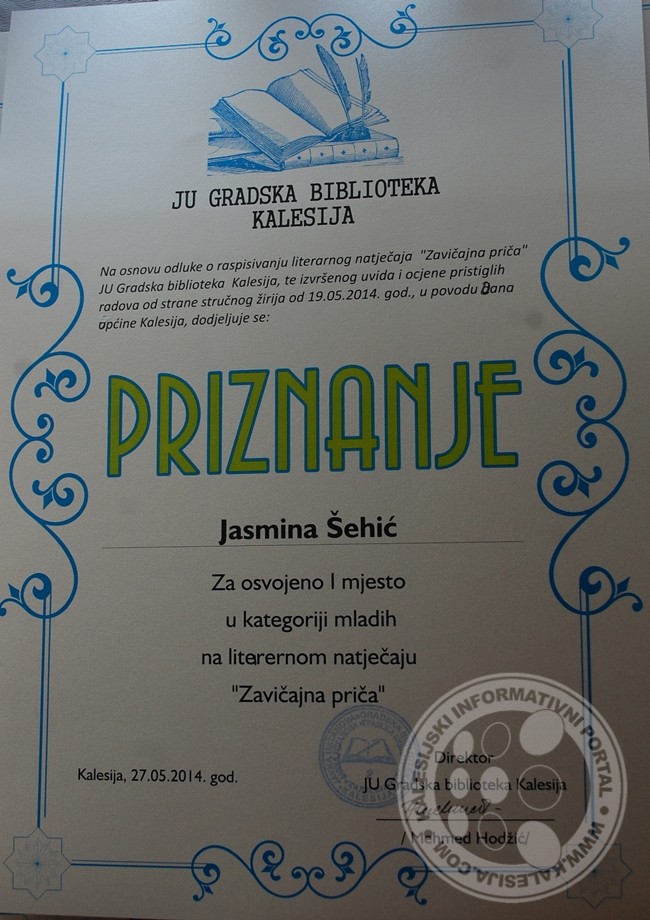 JU GRADSKA BIBLIOTEKA
KALESIJA
Na osnovu odluke o raspisivanju literarnog natječaja "Zavičajna priča"
JU Gradska biblioteka Kalesija, te izvršenog uvida i ocjene pristiglih
radova od strane stručnog žirija od 19.05.2014. god., u povodu Dana
općine Kalesija, dodjeljuje se:
PRIZNANJE
Jasmina Šehić
Za osvojeno I mjesto
u kategoriji mladih
na literernom natječaju
"Zavičajna priča"
Kalesija, 27.05.2014. god.
Direktor
JU Gradska biblioteka Kalesija
/ Mehmed Hodžić/
KALESIJSKI INFORMATIVNI PORTAL
WWW.KALESIJA.COM